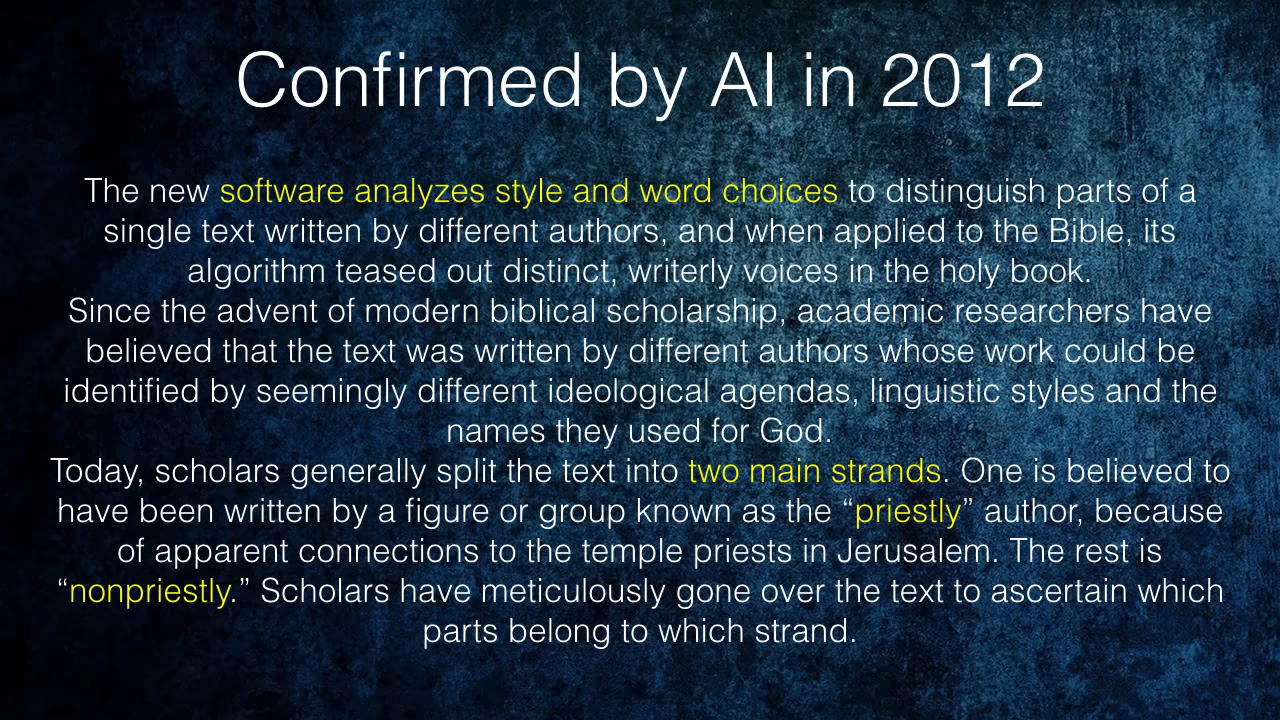 Confirmed by AI in 2012
The new software analyzes style and word choices to distinguish parts of a
single text written by different authors, and when applied to the Bible, its
algorithm teased out distinct, writerly voices in the holy book.
Since the advent of modern biblical scholarship, academic researchers have
believed that the text was written by different authors whose work could be
identified by seemingly different ideological agendas, linguistic styles and the
names they used for God.
Today, scholars generally split the text into two main strands. One is believed to
have been written by a figure or group known as the “priestly” author, because
of apparent connections to the temple priests in Jerusalem. The rest is
“nonpriestly.” Scholars have meticulously gone over the text to ascertain which
parts belong to which strand.